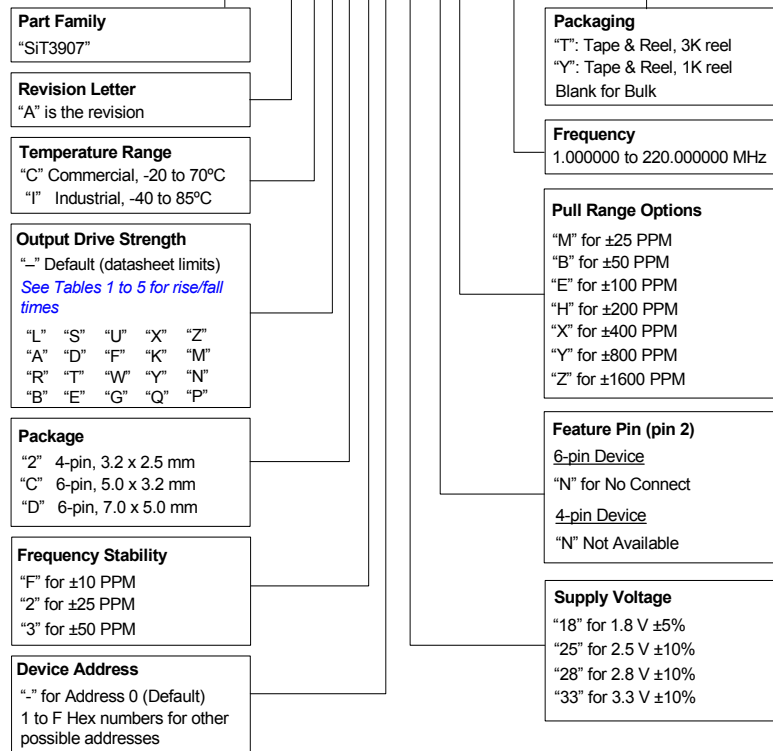 Part Family
“SiT3907”
Revision Letter
“A” is the revision
Temperature Range
“C” Commercial, -20 to 70ºC
“I” Industrial, -40 to 85ºC
Output Drive Strength
“–” Default (datasheet limits)
See Tables 1 to 5 for rise/fall
times
“L” “S” “U” “X” “Z”
“A” “D” “F” “K” “M”
“R” “T” “W” “Y” “N”
“B” “E” “G” “Q” “P”
Package
“2” 4-pin, 3.2 x 2.5 mm
“C” 6-pin, 5.0 x 3.2 mm
“D” 6-pin, 7.0 x 5.0 mm
Frequency Stability
“F” for ±10 PPM
“2” for ±25 PPM
“3” for ±50 PPM
Device Address
“-” for Address 0 (Default)
1 to F Hex numbers for other
possible addresses
Packaging
“T”: Tape & Reel, 3K reel
“Y”: Tape & Reel, 1K reel
Blank for Bulk
Frequency
1.000000 to 220.000000 MHz
Pull Range Options
“M” for ±25 PPM
“B” for ±50 PPM
“E” for ±100 PPM
“H” for ±200 PPM
“X” for ±400 PPM
“Y” for ±800 PPM
“Z” for ±1600 PPM
Feature Pin (pin 2)
6-pin Device
“N” for No Connect
4-pin Device
“N” Not Available
Supply Voltage
“18” for 1.8 V ±5%
“25” for 2.5 V ±10%
“28” for 2.8 V ±10%
“33” for 3.3 V ±10%